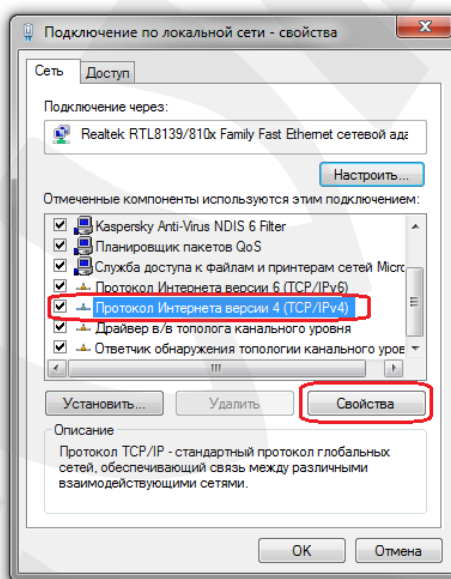 Подключение по локальной сети - свойства
Сеть Доступ
Подключение через:
Realtek RTL8139/810x Family Fast Ethernet сетевой ада
Настроить...
Отмеченные компоненты используются этим подключением:
Kaspersky Anti-Virus NDIS 6 Filter
Планировщик пакетов QoS
Служба доступа к файлам и принтерам сетей Micro
Протокол Интернета версии 6 (TCP/IPv6)
Протокол Интернета версии 4 (TCP/IPv4)
Драйвер в/в тополога канального уровня
Ответчик обнаружения топологии канального уров
Установить... Удалить Свойства
Описание
Протокол TCP/IP - стандартный протокол глобальных
сетей, обеспечивающий связь между различными
взаимодействующими сетями.
ОК Отмена